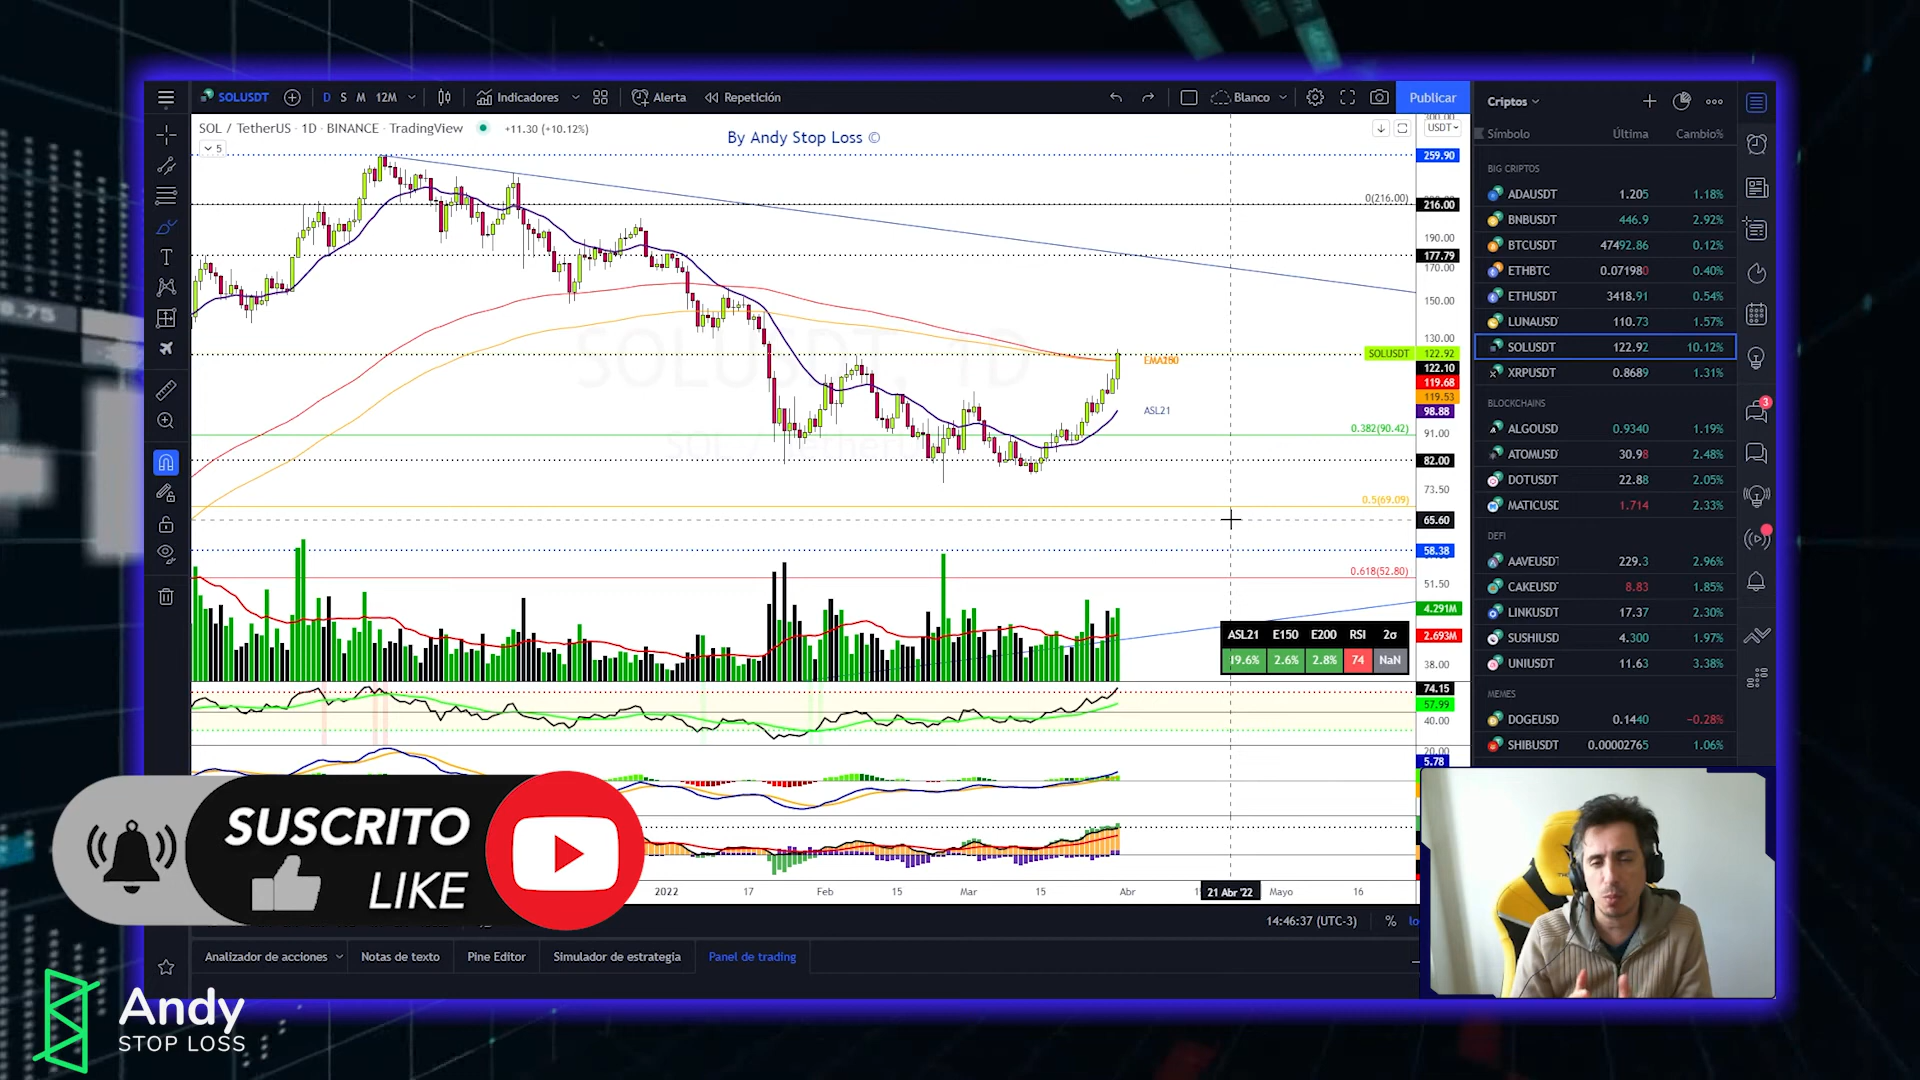 SOLUSDT
D S M 12M
Indicadores
Alerta
Repetición
Blanco
Publicar
SOL / TetherUS · 1D · BINANCE · TradingView
+11.30 (+10.12%)
5
By Andy Stop Loss ©
USDT
259.90
0(216.00)
216.00
190.00
177.79
170.00
150.00
130.00
SOLUSDT 122.92
122.10
119.68
119.53
98.88
ASL21
0.382(90.42)
91.00
82.00
0.5(69.09)
73.50
65.60
58.38
0.618(52.80)
51.50
4.291M
2.693M
38.00
ASL21 E150 E200 RSI 2σ
19.6% 2.6% 2.8% 74 NaN
74.15
57.99
40.00
20.00
5.78
2022 17 Feb 15 Mar 15 Abr 21 Abr '22 Mayo 16
14:46:37 (UTC-3) %
Analizador de acciones
Notas de texto
Pine Editor
Simulador de estrategia
Panel de trading
Criptos
Símbolo Última Cambio%
BIG CRIPTOS
ADAUSDT 1.205 1.18%
BNBUSDT 446.9 2.92%
BTCUSDT 47492.86 0.12%
ETHBTC 0.071980 0.40%
ETHUSDT 3418.91 0.54%
LUNAUSD 110.73 1.57%
SOLUSDT 122.92 10.12%
XRPUSDT 0.8689 1.31%
BLOCKCHAINS
ALGOUSD 0.9340 1.19%
ATOMUSD 30.98 2.48%
DOTUSDT 22.88 2.05%
MATICUSD 1.714 2.33%
DEFI
AAVEUSDT 229.3 2.96%
CAKEUSD 8.83 1.85%
LINKUSDT 17.37 2.30%
SUSHIUSD 4.300 1.97%
UNIUSDT 11.63 3.38%
MEMES
DOGEUSD 0.1440 −0.28%
SHIBUSDT 0.00002765 1.06%
3
SUSCRITO
LIKE
Andy
STOP LOSS